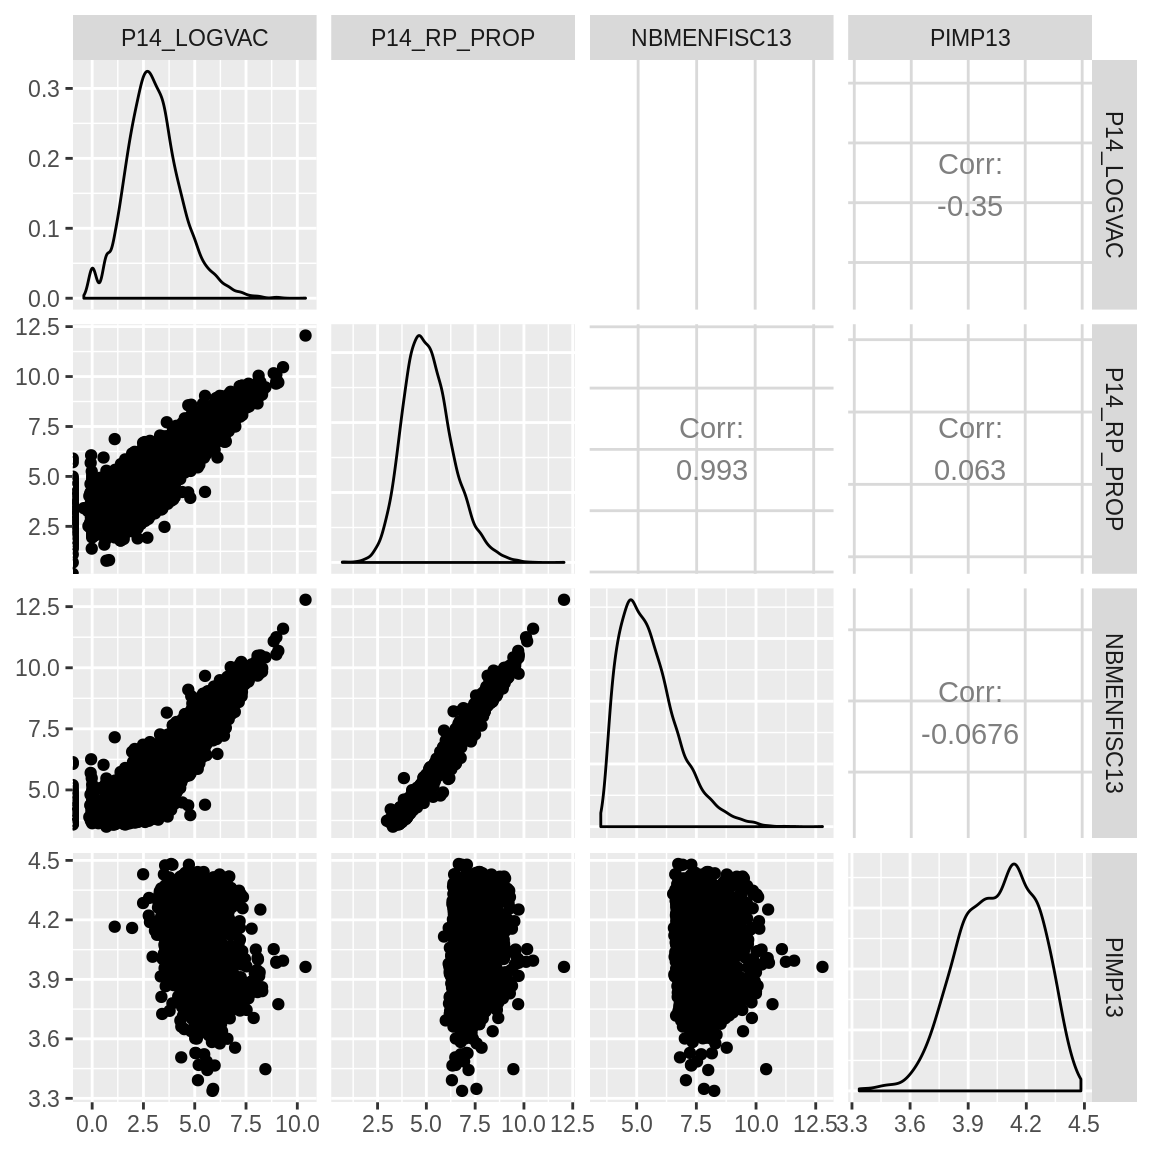 P14_LOGVAC P14_RP_PROP NBMENFISC13 PIMP13
0.3
0.2
0.1
0.0
Corr:
-0.35
P14_LOGVAC
12.5
10.0
7.5
5.0
2.5
Corr:
0.993
Corr:
0.063
P14_RP_PROP
12.5
10.0
7.5
5.0
Corr:
-0.0676
NBMENFISC13
4.5
4.2
3.9
3.6
3.3
PIMP13
0.0 2.5 5.0 7.5 10.0 2.5 5.0 7.5 10.0 12.5 5.0 7.5 10.0 12.5 3.3 3.6 3.9 4.2 4.5